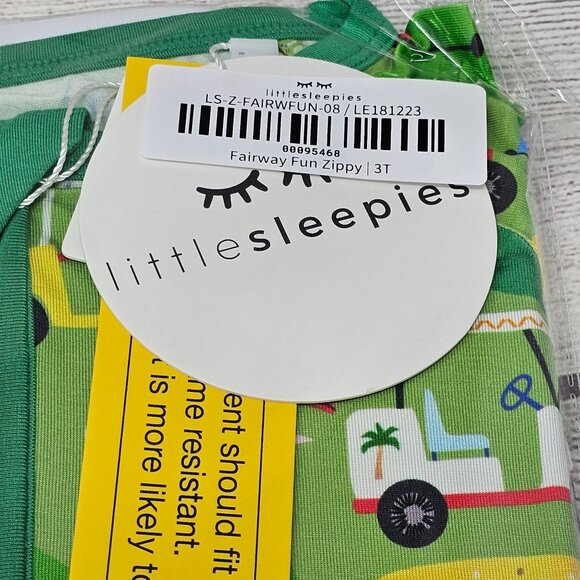 littlesleepies
LS-Z-FAIRWFUN-08 / LE181223
00095468
Fairway Fun Zippy | 3T
littlesleepies
ent should fit
me resistant.
is more likely to